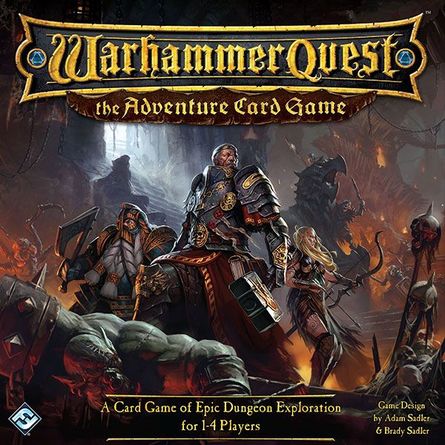 Warhammer Quest
the Adventure Card Game
A Card Game of Epic Dungeon Exploration
for 1-4 Players
Game Design
by Adam Sadler
& Brady Sadler